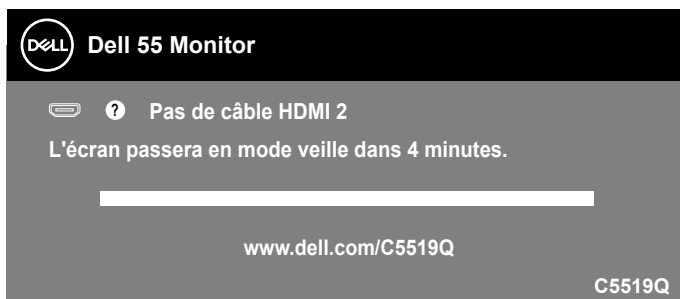 DELL Dell 55 Monitor
? Pas de câble HDMI 2
L'écran passera en mode veille dans 4 minutes.
www.dell.com/C5519Q
C5519Q